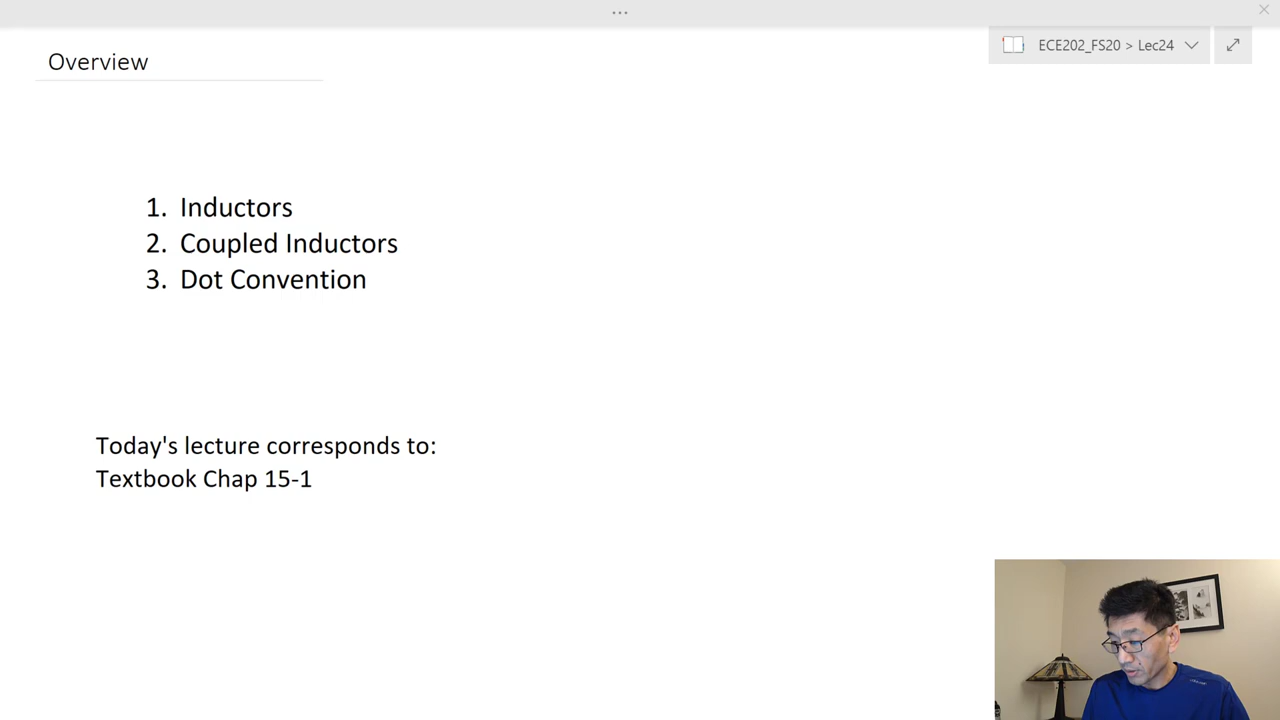 ECE202_FS20 > Lec24
Overview
1. Inductors
2. Coupled Inductors
3. Dot Convention
Today's lecture corresponds to:
Textbook Chap 15-1